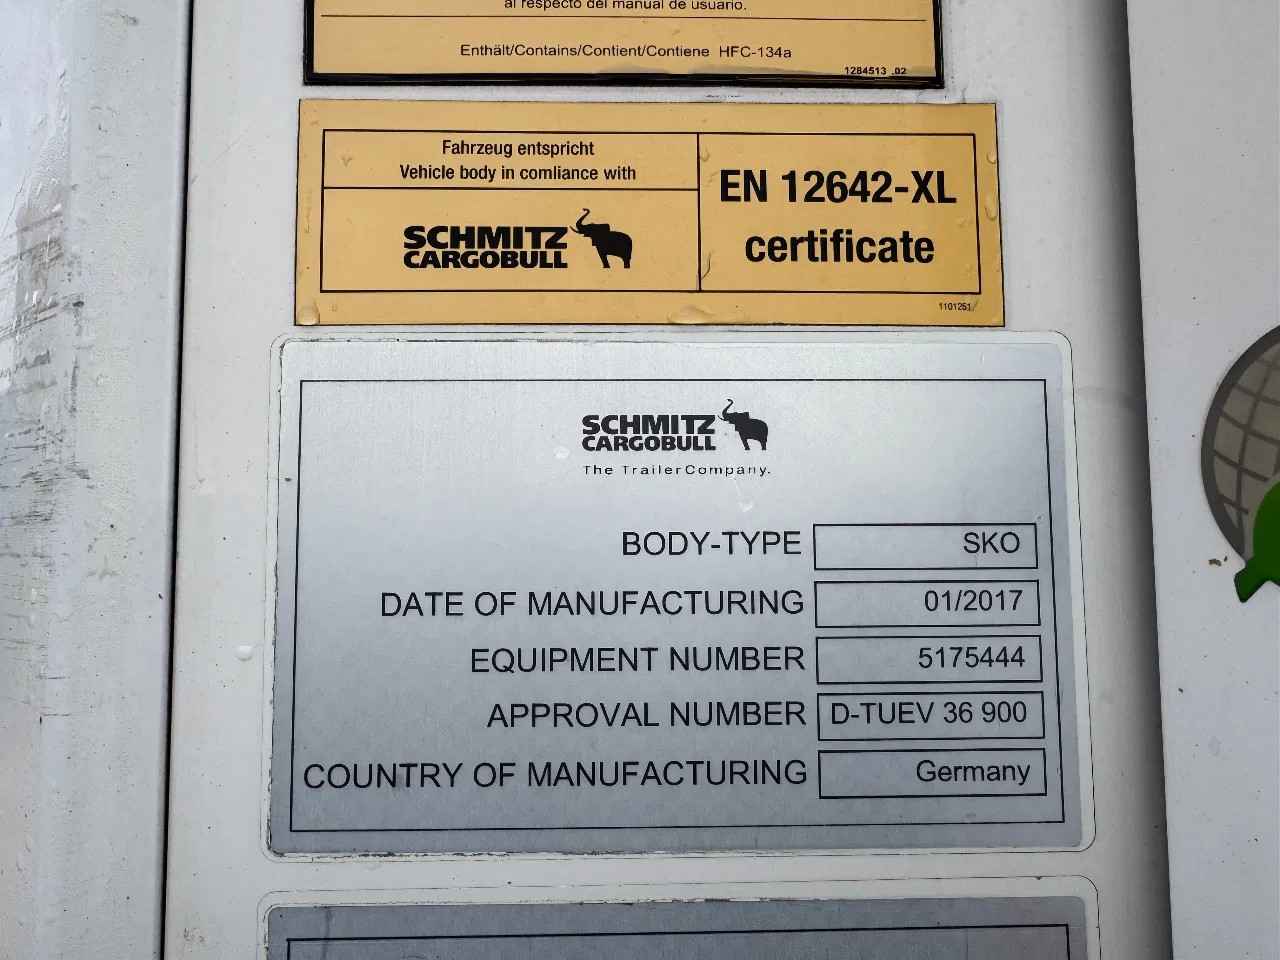 al respecto del manual de usuario.
Enthält/Contains/Contient/Contiene HFC-134a
1284513 .02
Fahrzeug entspricht
Vehicle body in comliance with
SCHMITZ
CARGOBULL
EN 12642-XL
certificate
1101251
SCHMITZ
CARGOBULL
The Trailer Company.
BODY-TYPE SKO
DATE OF MANUFACTURING 01/2017
EQUIPMENT NUMBER 5175444
APPROVAL NUMBER D-TUEV 36 900
COUNTRY OF MANUFACTURING Germany